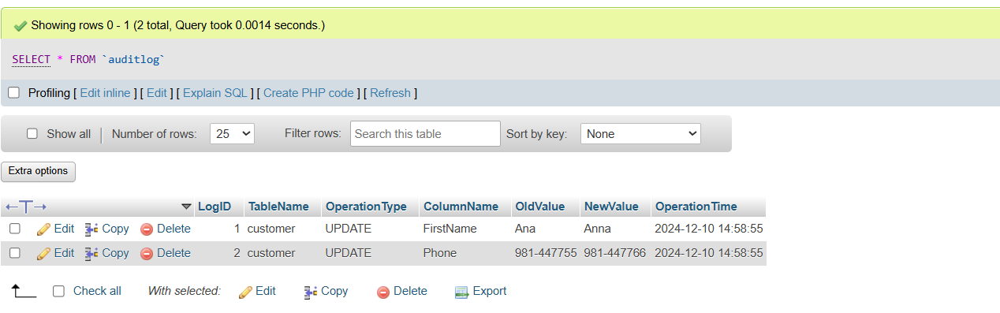 Showing rows 0 - 1 (2 total, Query took 0.0014 seconds.)
SELECT * FROM `auditlog`
Profiling [ Edit inline ] [ Edit ] [ Explain SQL ] [ Create PHP code ] [ Refresh ]
Show all Number of rows: 25 Filter rows: Search this table Sort by key: None
Extra options
←T→ LogID TableName OperationType ColumnName OldValue NewValue OperationTime
Edit Copy Delete 1 customer UPDATE FirstName Ana Anna 2024-12-10 14:58:55
Edit Copy Delete 2 customer UPDATE Phone 981-447755 981-447766 2024-12-10 14:58:55
Check all With selected: Edit Copy Delete Export